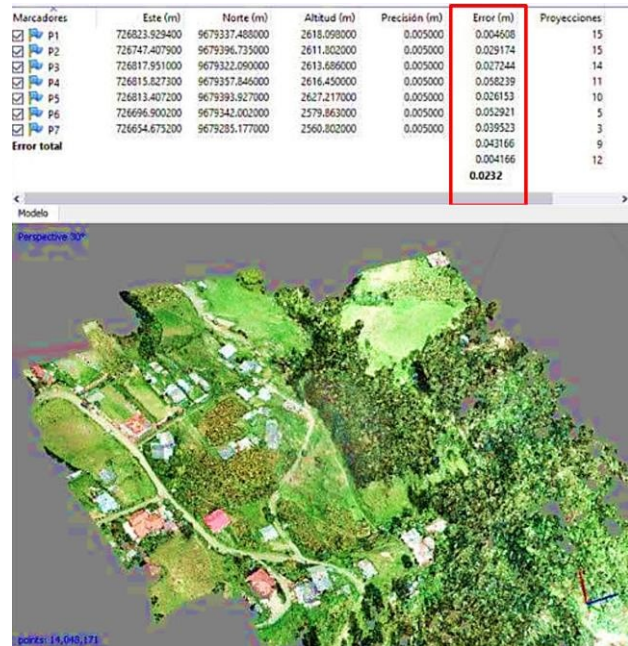 Marcadores Este (m) Norte (m) Altitud (m) Precisión (m) Error (m) Proyecciones
P1 726823.929400 9679337.488000 2618.098000 0.005000 0.004608 15
P2 726747.407900 9679396.735000 2611.802000 0.005000 0.029174 15
P3 726817.951000 9679322.090000 2613.686000 0.005000 0.027244 14
P4 726815.827300 9679357.846000 2616.450000 0.005000 0.058239 11
P5 726813.407200 9679393.927000 2627.217000 0.005000 0.026153 10
P6 726696.900200 9679342.002000 2579.863000 0.005000 0.052921 5
P7 726654.675200 9679285.177000 2560.802000 0.005000 0.039523 3
Error total 0.043166 9
0.004166 12
0.0232
Modelo
Perspective 30°
points: 14,048,171